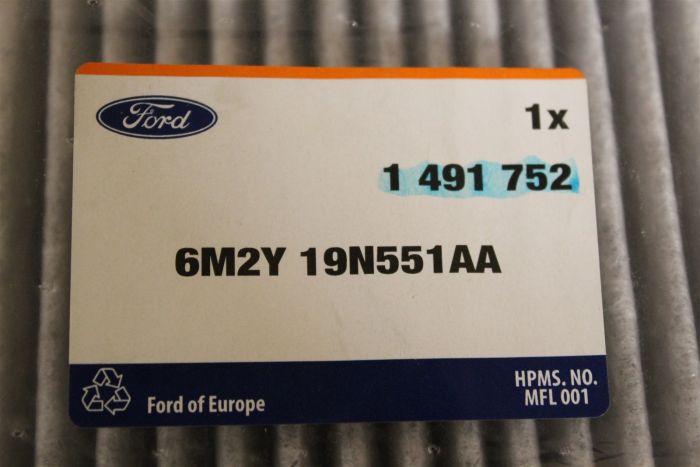 Ford
1x
1 491 752
6M2Y 19N551AA
HPMS. NO.
Ford of Europe
MFL 001